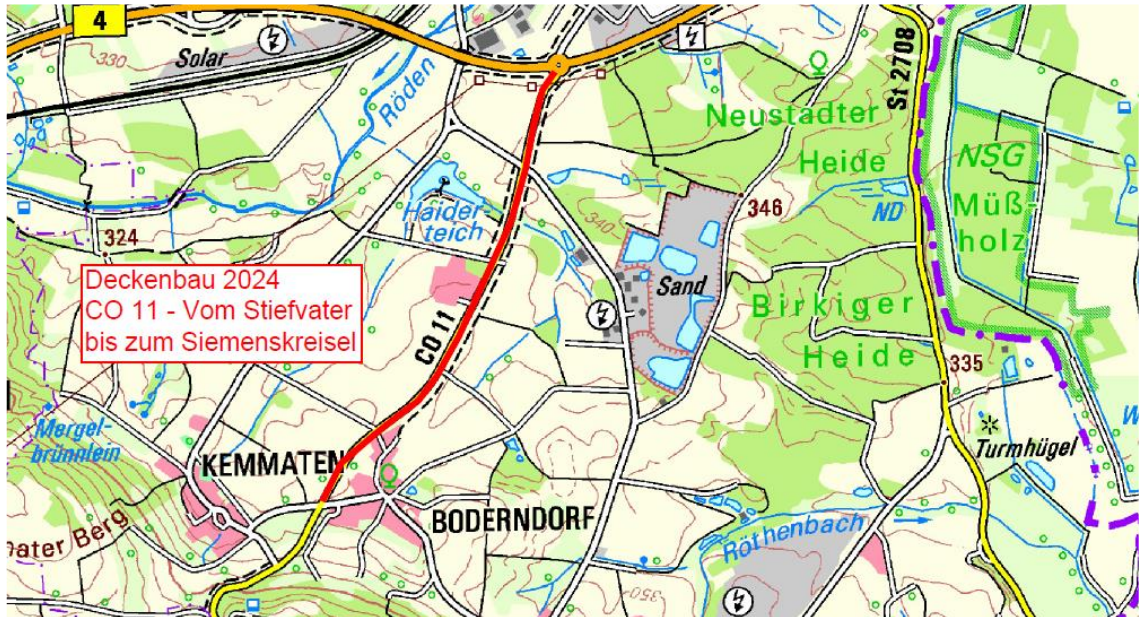 4
330
Solar
Röden
St 2708
Neustadter
Heide
NSG
Müß-
holz
ND
346
340
Haider-
teich
324
Deckenbau 2024
CO 11 - Vom Stiefvater
bis zum Siemenskreisel
Sand
CO 11
Birkiger
Heide
335
Turmhügel
W
Mergel-
brünnlein
KEMMATEN
BODERNDORF
Röthenbach
vater Berg
350